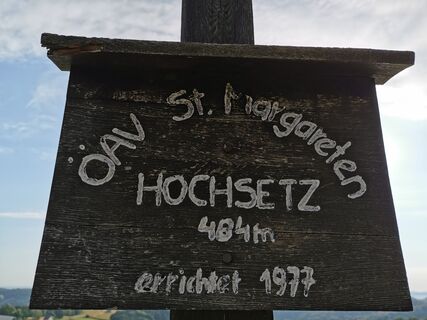 ÖAV St. Margareten
HOCHSETZ
484m
errichtet 1977